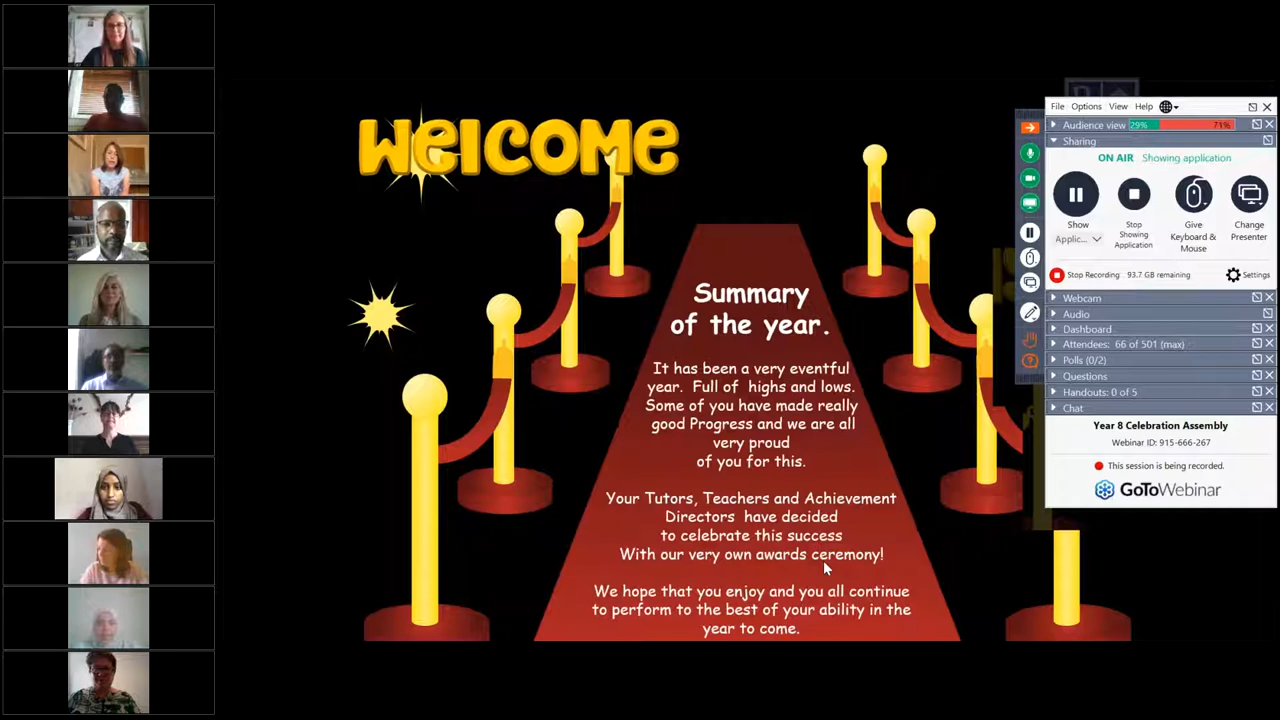 WELCOME
Summary
of the year.
It has been a very eventful
year. Full of highs and lows.
Some of you have made really
good Progress and we are all
very proud
of you for this.
Your Tutors, Teachers and Achievement
Directors have decided
to celebrate this success
With our very own awards ceremony!
We hope that you enjoy and you all continue
to perform to the best of your ability in the
year to come.
File Options View Help
Audience view 29% 71%
Sharing
ON AIR Showing application
Show
Applic...
Stop
Showing
Application
Give
Keyboard &
Mouse
Change
Presenter
Stop Recording 93.7 GB remaining
Settings
Webcam
Audio
Dashboard
Attendees: 66 of 501 (max)
Polls (0/2)
Questions
Handouts: 0 of 5
Chat
Year 8 Celebration Assembly
Webinar ID: 915-666-267
This session is being recorded.
GoToWebinar